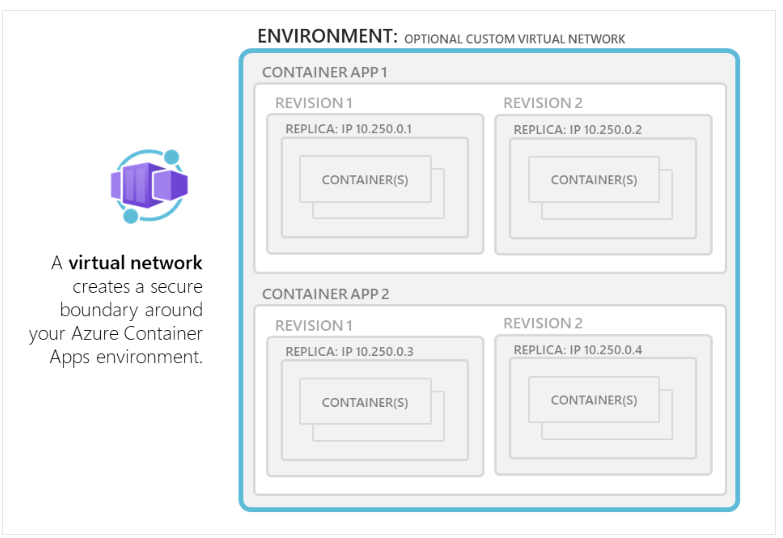 ENVIRONMENT: OPTIONAL CUSTOM VIRTUAL NETWORK
A virtual network
creates a secure
boundary around
your Azure Container
Apps environment.
CONTAINER APP 1
REVISION 1
REPLICA: IP 10.250.0.1
CONTAINER(S)
REVISION 2
REPLICA: IP 10.250.0.2
CONTAINER(S)
CONTAINER APP 2
REVISION 1
REPLICA: IP 10.250.0.3
CONTAINER(S)
REVISION 2
REPLICA: IP 10.250.0.4
CONTAINER(S)